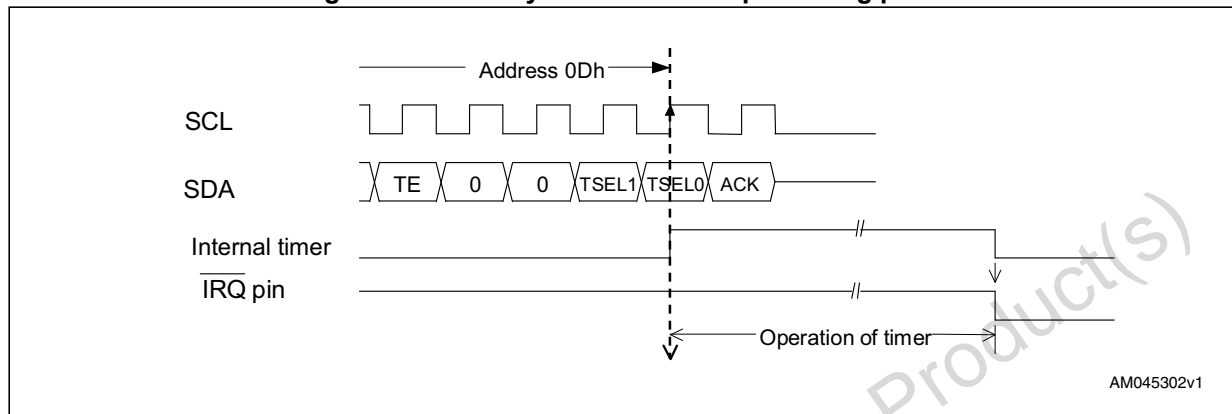 Address 0Dh
SCL
SDA
TE 0 0 TSEL1 TSEL0 ACK
Internal timer
IRQ pin
Operation of timer
Product(s)
AM045302v1